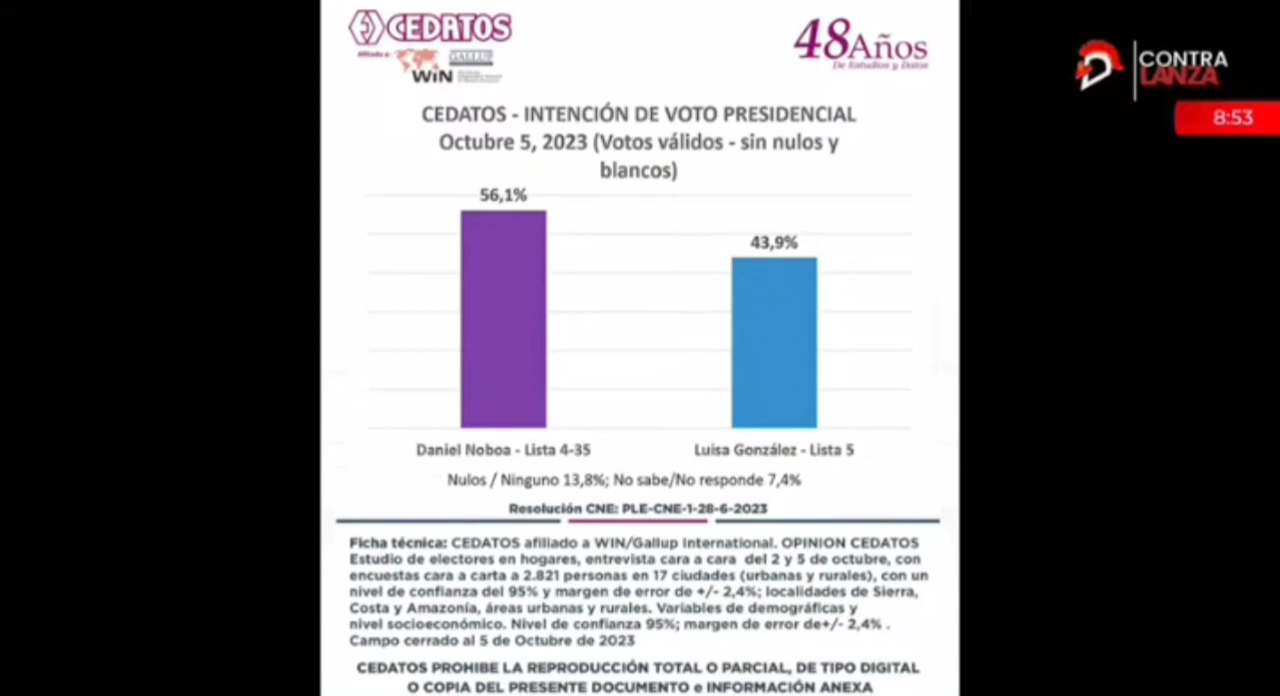 CEDATOS
Afiliado a:
GALLUP
WiN
48 Años
De Estudios y Datos
CONTRA
LANZA
8:53
CEDATOS - INTENCIÓN DE VOTO PRESIDENCIAL
Octubre 5, 2023 (Votos válidos - sin nulos y
blancos)
56,1%
43,9%
Daniel Noboa - Lista 4-35
Luisa González - Lista 5
Nulos / Ninguno 13,8%; No sabe/No responde 7,4%
Resolución CNE: PLE-CNE-1-28-6-2023
Ficha técnica: CEDATOS afiliado a WIN/Gallup International. OPINION CEDATOS
Estudio de electores en hogares, entrevista cara a cara del 2 y 5 de octubre, con
encuestas cara a carta a 2.821 personas en 17 ciudades (urbanas y rurales), con un
nivel de confianza del 95% y margen de error de +/- 2,4%; localidades de Sierra,
Costa y Amazonía, áreas urbanas y rurales. Variables de demográficas y
nivel socioeconómico. Nivel de confianza 95%; margen de error de+/- 2,4% .
Campo cerrado al 5 de Octubre de 2023
CEDATOS PROHIBE LA REPRODUCCIÓN TOTAL O PARCIAL, DE TIPO DIGITAL
O COPIA DEL PRESENTE DOCUMENTO e INFORMACIÓN ANEXA